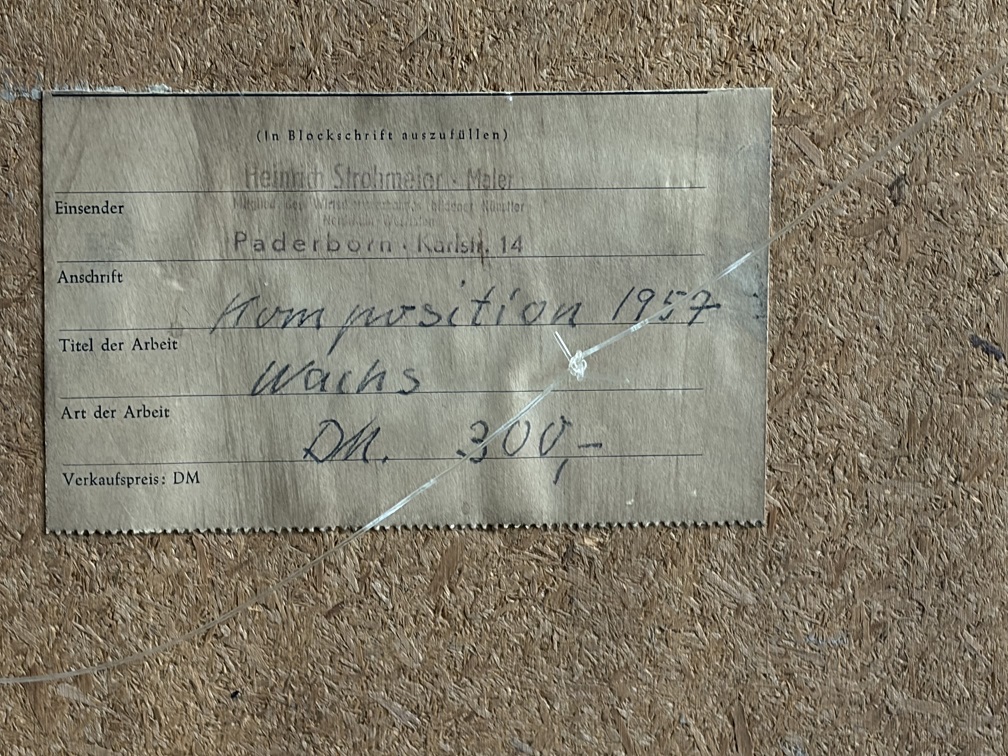 (In Blockschrift auszufüllen)
Heinrich Strohmeier · Maler
Einsender
Paderborn · Karlstr. 14
Anschrift
Komposition 1957
Titel der Arbeit
Wachs
Art der Arbeit
DM. 300,-
Verkaufspreis: DM